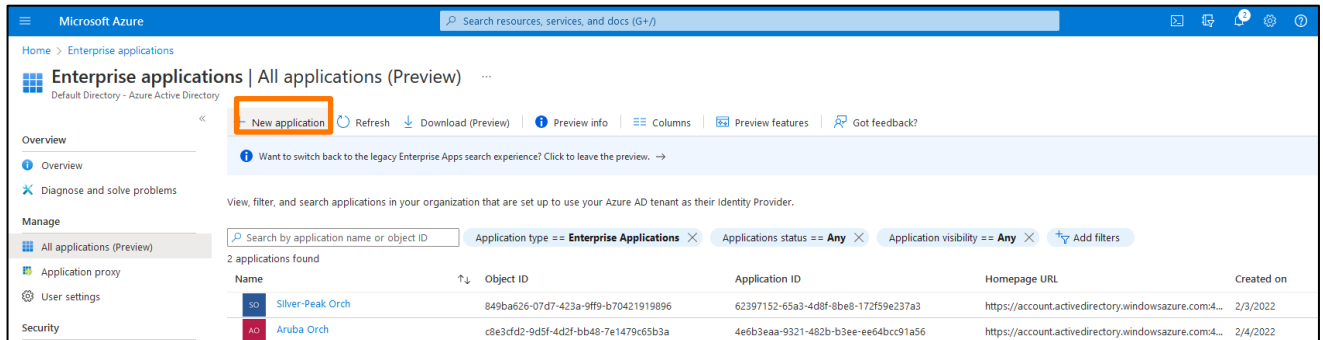 Microsoft Azure
Search resources, services, and docs (G+/)
2
Home > Enterprise applications
Enterprise applications | All applications (Preview) ...
Default Directory - Azure Active Directory
«
New application Refresh Download (Preview) Preview info Columns Preview features Got feedback?
Overview
Want to switch back to the legacy Enterprise Apps search experience? Click to leave the preview. →
Overview
Diagnose and solve problems
View, filter, and search applications in your organization that are set up to use your Azure AD tenant as their Identity Provider.
Manage
All applications (Preview)
Search by application name or object ID Application type == Enterprise Applications Applications status == Any Application visibility == Any Add filters
2 applications found
Application proxy
Name Object ID Application ID Homepage URL Created on
User settings
SO Silver-Peak Orch 849ba626-07d7-423a-9ff9-b70421919896 62397152-65a3-4d8f-8be8-172f59e237a3 https://account.activedirectory.windowsazure.com:4... 2/3/2022
Security
AO Aruba Orch c8e3cfd2-9d5f-4d2f-bb48-7e1479c65b3a 4e6b3eaa-9321-482b-b3ee-ee64bcc91a56 https://account.activedirectory.windowsazure.com:4... 2/4/2022